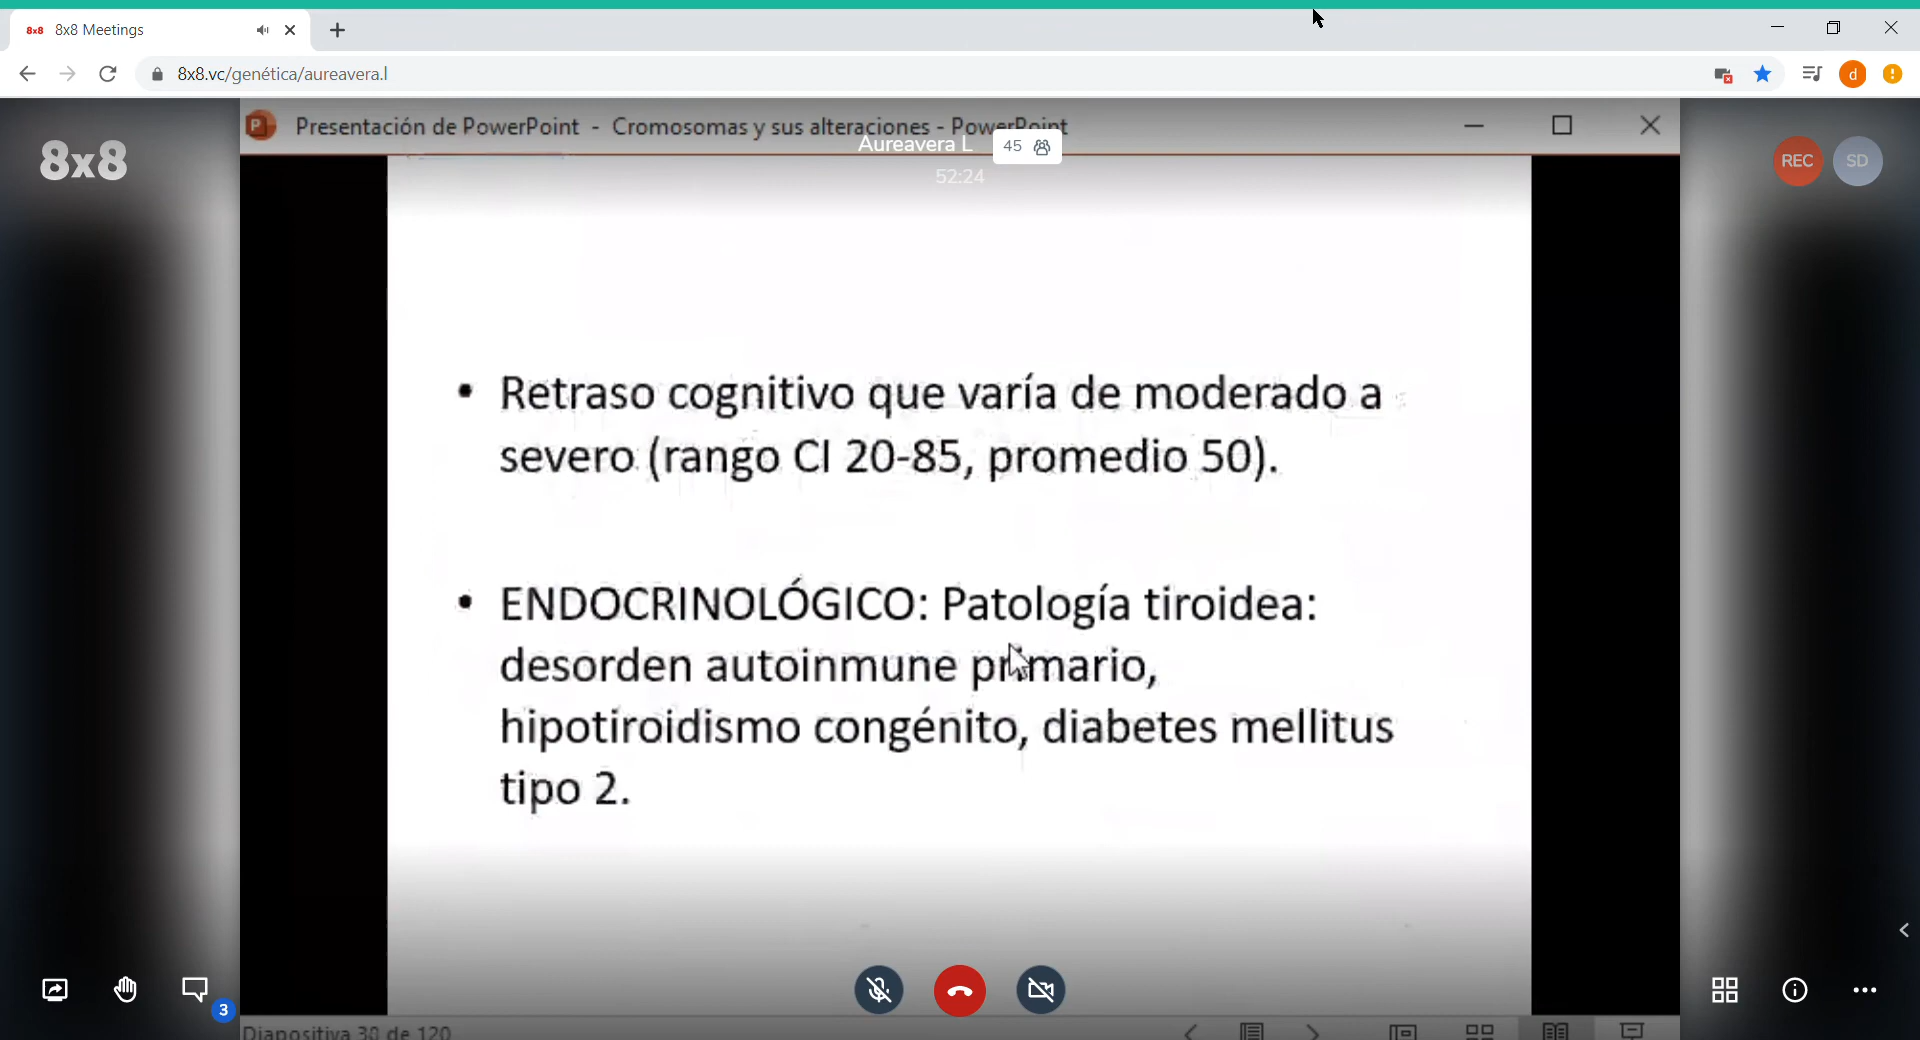 8x8 8x8 Meetings
8x8.vc/genética/aureavera.l
d
Presentación de PowerPoint - Cromosomas y sus alteraciones - PowerPoint
Aureavera L 45
52:24
8x8
REC SD
• Retraso cognitivo que varía de moderado a
severo (rango CI 20-85, promedio 50).
• ENDOCRINOLÓGICO: Patología tiroidea:
desorden autoinmune primario,
hipotiroidismo congénito, diabetes mellitus
tipo 2.
3
Diapositiva de 120